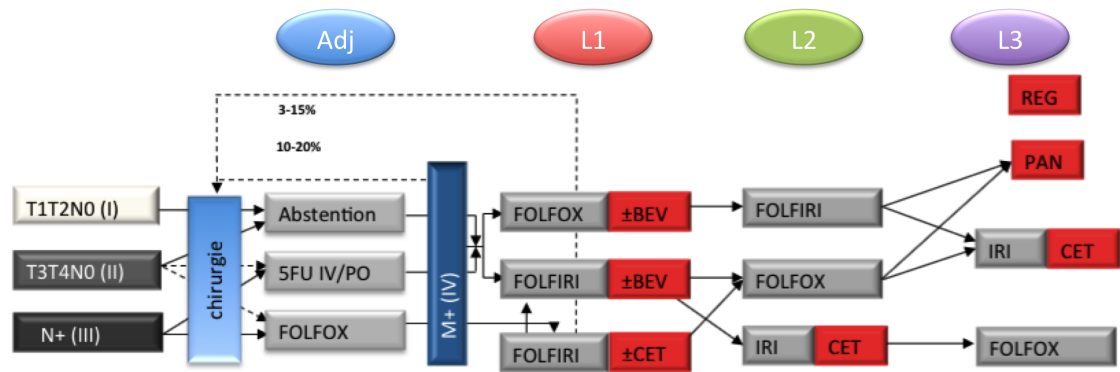 Adj
L1
L2
L3
3-15%
10-20%
REG
PAN
T1T2N0 (I)
T3T4N0 (II)
N+ (III)
chirurgie
Abstention
5FU IV/PO
FOLFOX
M+ (IV)
FOLFOX
±BEV
FOLFIRI
±BEV
FOLFIRI
±CET
FOLFIRI
FOLFOX
IRI
CET
IRI
CET
FOLFOX